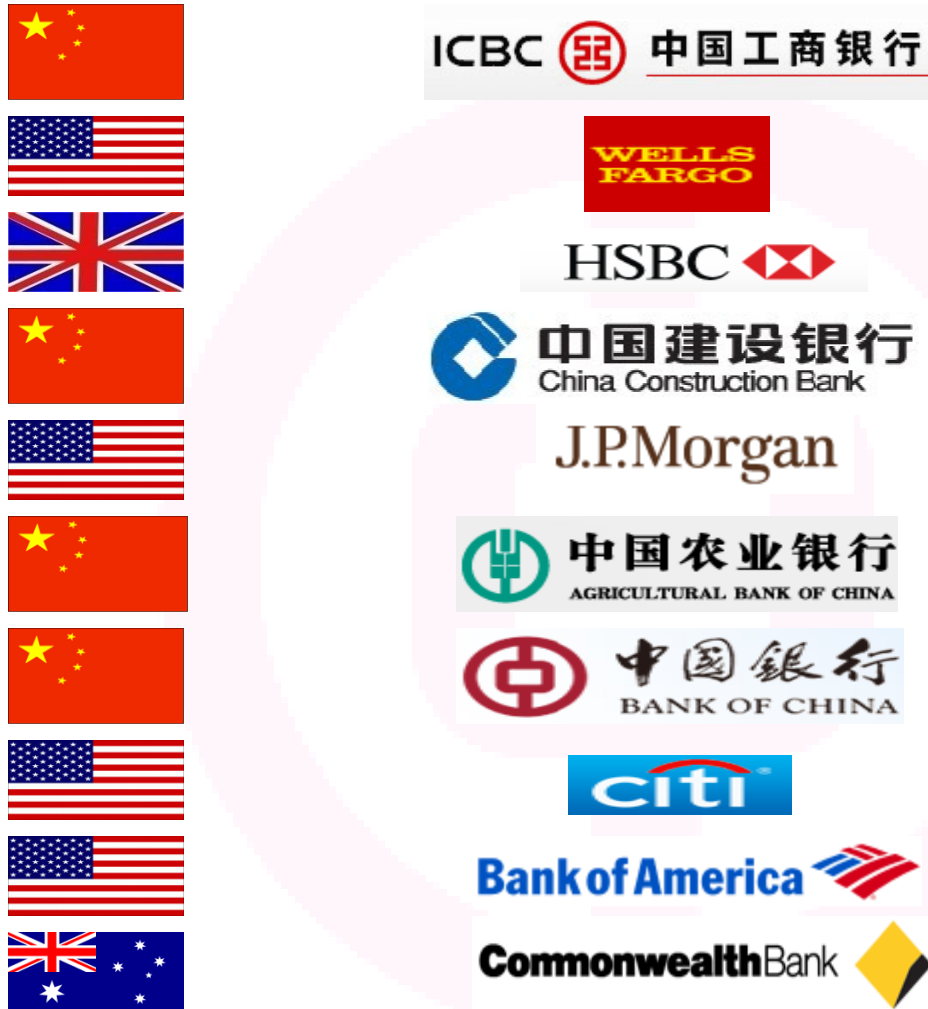 ICBC 中国工商银行
WELLS
FARGO
HSBC
中国建设银行
China Construction Bank
J.P.Morgan
中国农业银行
AGRICULTURAL BANK OF CHINA
中國銀行
BANK OF CHINA
citi
Bank of America
CommonwealthBank